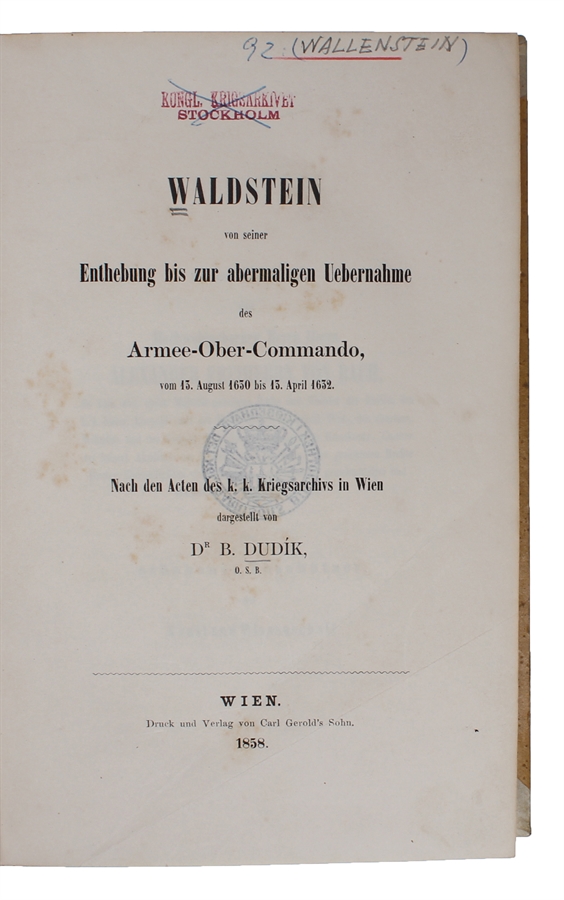 92. (WALLENSTEIN)
KONGL. KRIGSARKIVET
STOCKHOLM
WALDSTEIN
von seiner
Enthebung bis zur abermaligen Uebernahme
des
Armee-Ober-Commando,
vom 13. August 1630 bis 13. April 1632.
Nach den Acten des k. k. Kriegsarchivs in Wien
dargestellt von
DR B. DUDÍK,
O. S. B.
WIEN.
Druck und Verlag von Carl Gerold's Sohn.
1858.